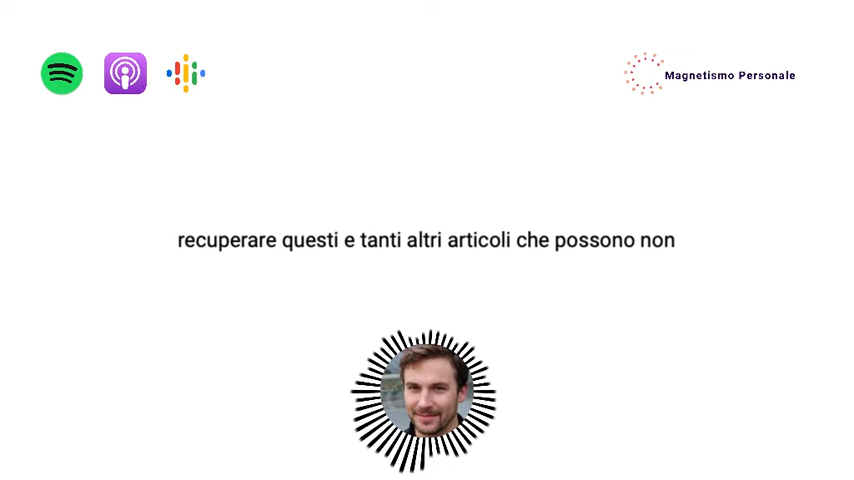 Magnetismo Personale
recuperare questi e tanti altri articoli che possono non